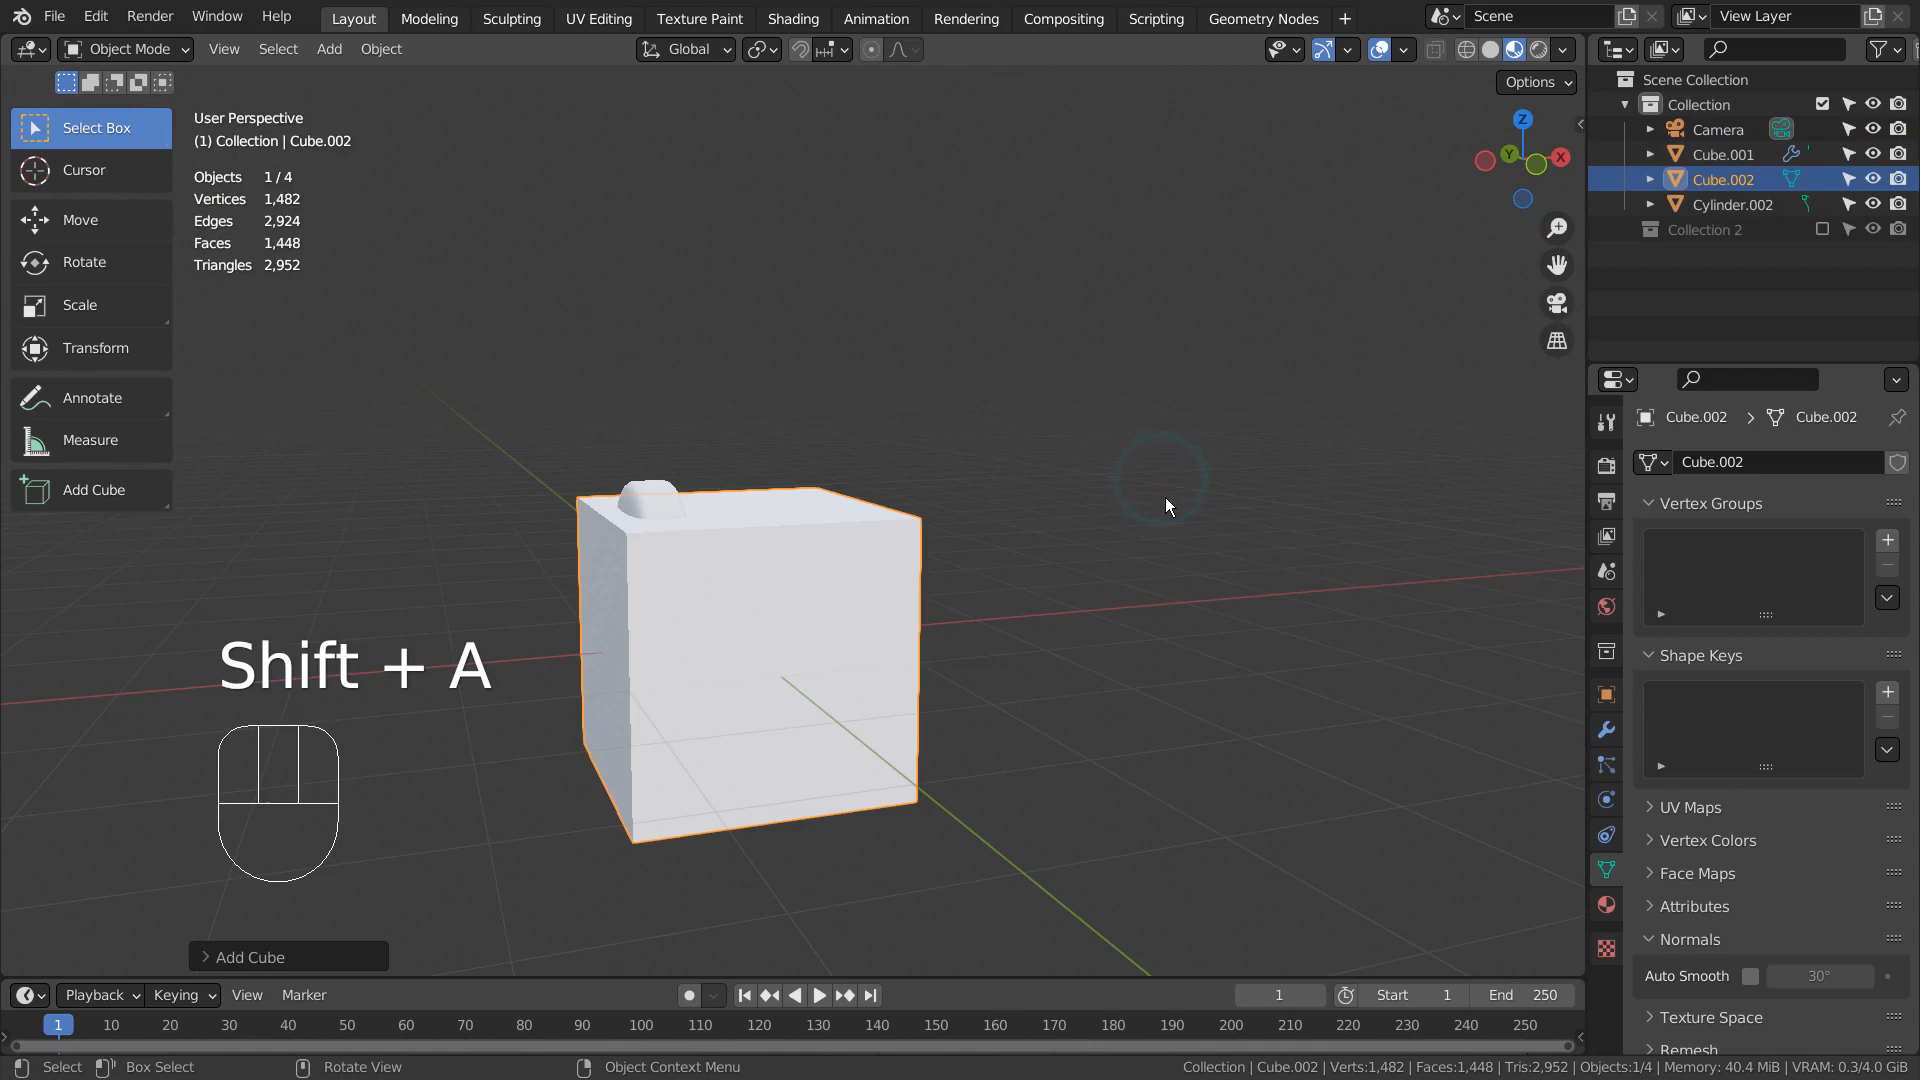 File Edit Render Window Help Layout Modeling Sculpting UV Editing Texture Paint Shading Animation Rendering Compositing Scripting Geometry Nodes + Scene View Layer
Object Mode View Select Add Object Global
Options
Select Box
Cursor
Move
Rotate
Scale
Transform
Annotate
Measure
Add Cube
User Perspective
(1) Collection | Cube.002
Objects 1 / 4
Vertices 1,482
Edges 2,924
Faces 1,448
Triangles 2,952
Z
Y
X
Shift + A
Add Cube
Scene Collection
Collection
Camera
Cube.001
Cube.002
Cylinder.002
Collection 2
Cube.002 > Cube.002
Cube.002
Vertex Groups
Shape Keys
UV Maps
Vertex Colors
Face Maps
Attributes
Normals
Auto Smooth 30°
Texture Space
Remesh
Playback Keying View Marker 1 Start 1 End 250
1 10 20 30 40 50 60 70 80 90 100 110 120 130 140 150 160 170 180 190 200 210 220 230 240 250
Select Box Select Rotate View Object Context Menu Collection | Cube.002 | Verts:1,482 | Faces:1,448 | Tris:2,952 | Objects:1/4 | Memory: 40.4 MiB | VRAM: 0.3/4.0 GiB